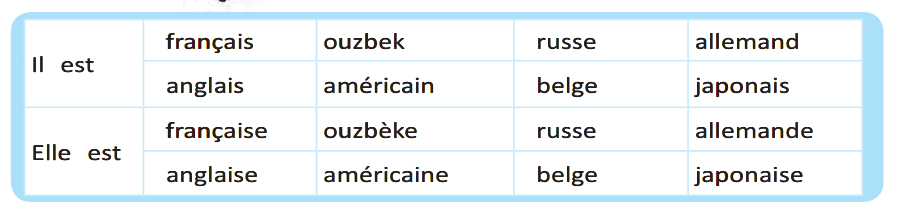 Il est
français ouzbek russe allemand
anglais américain belge japonais
Elle est
française ouzbèke russe allemande
anglaise américaine belge japonaise